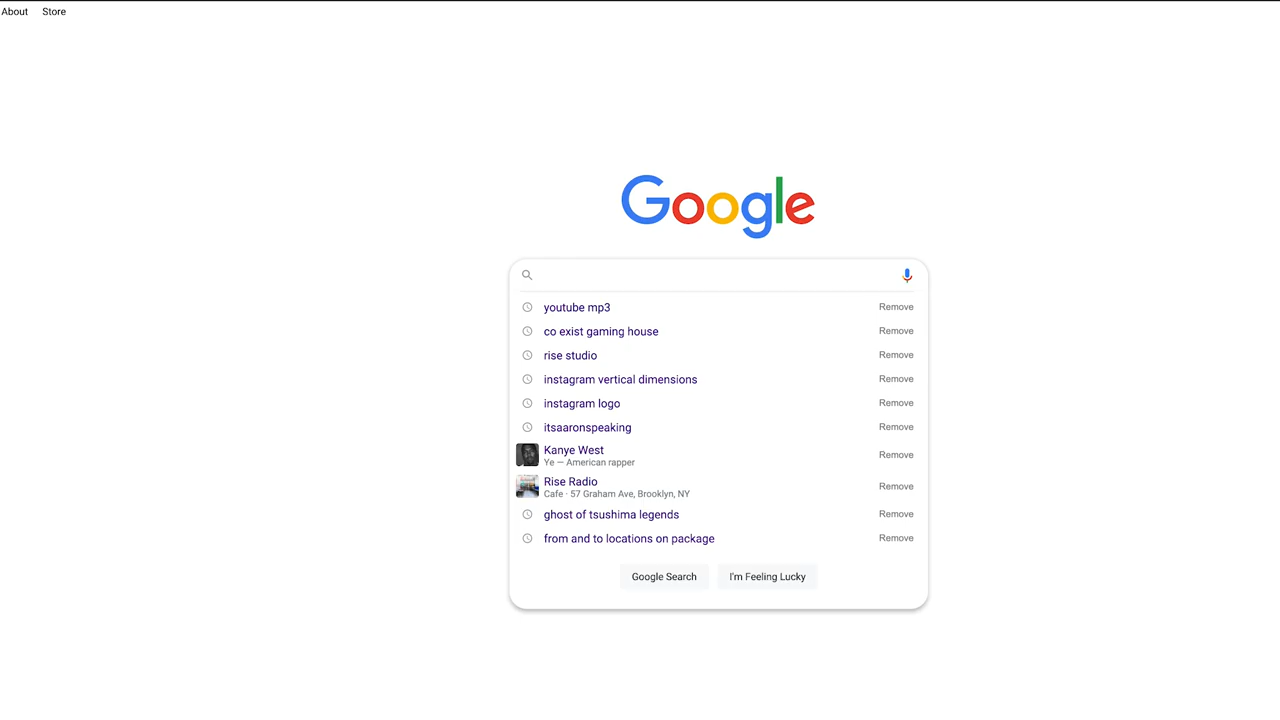 About Store
Google
youtube mp3 Remove
co exist gaming house Remove
rise studio Remove
instagram vertical dimensions Remove
instagram logo Remove
itsaaronspeaking Remove
Kanye West
Ye — American rapper
Remove
Rise Radio
Cafe · 57 Graham Ave, Brooklyn, NY
Remove
ghost of tsushima legends Remove
from and to locations on package Remove
Google Search I'm Feeling Lucky